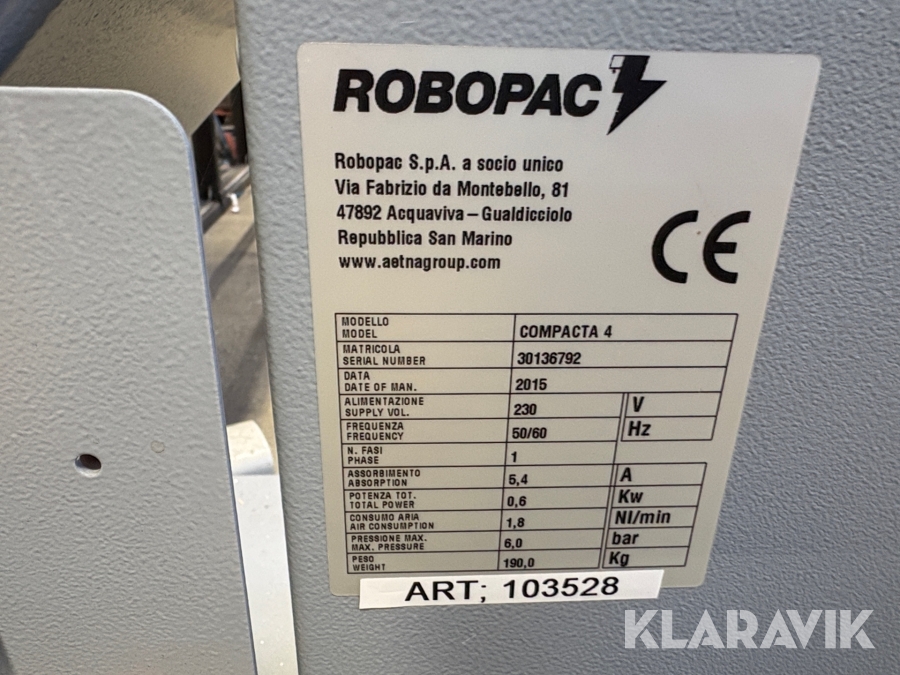 ROBOPAC
Robopac S.p.A. a socio unico
Via Fabrizio da Montebello, 81
47892 Acquaviva – Gualdicciolo
Repubblica San Marino
www.aetnagroup.com
CE
MODELLO
MODEL
COMPACTA 4
MATRICOLA
SERIAL NUMBER
30136792
DATA
DATE OF MAN.
2015
ALIMENTAZIONE
SUPPLY VOL.
230 V
FREQUENZA
FREQUENCY
50/60 Hz
N. FASI
PHASE
1
ASSORBIMENTO
ABSORPTION
5,4 A
POTENZA TOT.
TOTAL POWER
0,6 Kw
CONSUMO ARIA
AIR CONSUMPTION
1,8 Nl/min
PRESSIONE MAX.
MAX. PRESSURE
6,0 bar
PESO
WEIGHT
190,0 Kg
ART; 103528
KLARAVIK